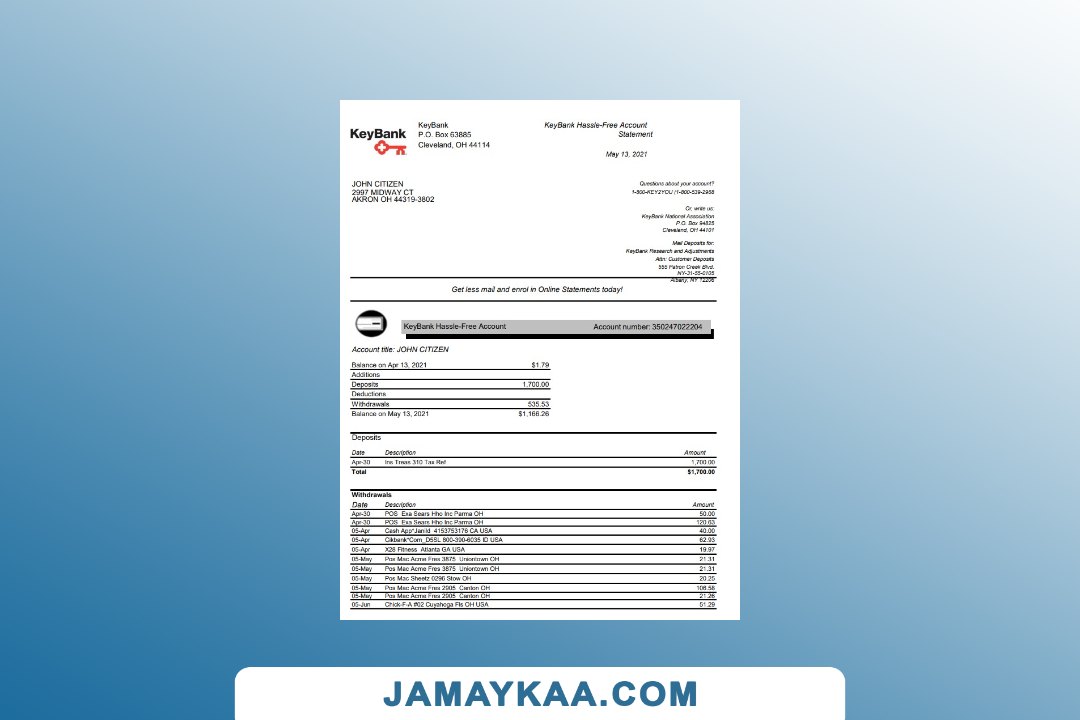 KeyBank
KeyBank
P.O. Box 63885
Cleveland, OH 44114
KeyBank Hassle-Free Account
Statement
May 13, 2021
JOHN CITIZEN
2997 MIDWAY CT
AKRON OH 44319-3802
Questions about your account?
1-800-KEY2YOU (1-800-539-2968
Or, write us:
KeyBank National Association
P.O. Box 94825
Cleveland, OH 44101
Mail Deposits for:
KeyBank Research and Adjustments
Attn: Customer Deposits
555 Patron Creek Blvd.
NY-31-55-0105
Albany, NY 12206
Get less mail and enrol in Online Statements today!
KeyBank Hassle-Free Account Account number: 350247022204
Account title: JOHN CITIZEN
Balance on Apr 13, 2021 $1.79
Additions
Deposits 1,700.00
Deductions
Withdrawals 535.53
Balance on May 13, 2021 $1,166.26
Deposits
Date Description Amount
Apr-30 Ins Treas 310 Tax Ref 1,700.00
Total $1,700.00
Withdrawals
Date Description Amount
Apr-30 POS Exa Sears Hho Inc Parma OH 50.00
Apr-30 POS Exa Sears Hho Inc Parma OH 120.63
05-Apr Cash App*Janild 4153753176 CA USA 40.00
05-Apr Clkbank*Com_D5SL 800-390-6035 ID USA 62.93
05-Apr X28 Fitness Atlanta GA USA 19.97
05-May Pos Mac Acme Fres 3875 Uniontown OH 21.31
05-May Pos Mac Acme Fres 3875 Uniontown OH 21.31
05-May Pos Mac Sheetz 0296 Stow OH 20.25
05-May Pos Mac Acme Fres 2905 Canton OH 106.58
05-May Pos Mac Acme Fres 2905 Canton OH 21.26
05-Jun Chick-F-A #02 Cuyahoga Fls OH USA 51.29
JAMAYKAA.COM